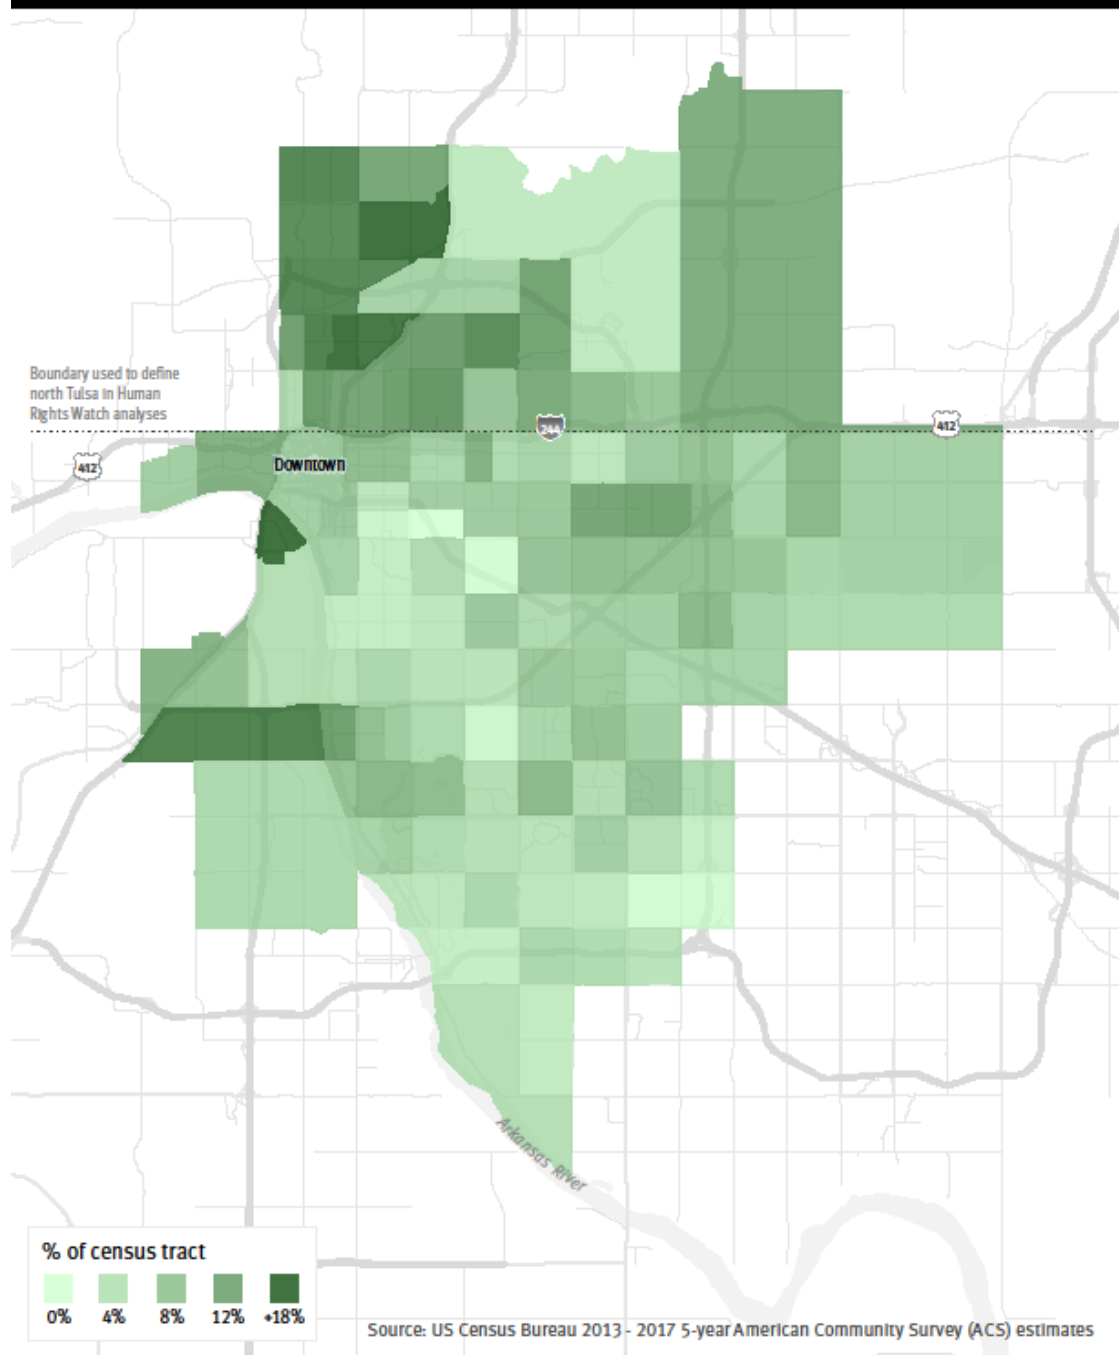 Boundary used to define
north Tulsa in Human
Rights Watch analyses
244
412
412
Downtown
Arkansas River
% of census tract
0% 4% 8% 12% +18%
Source: US Census Bureau 2013 - 2017 5-year American Community Survey (ACS) estimates